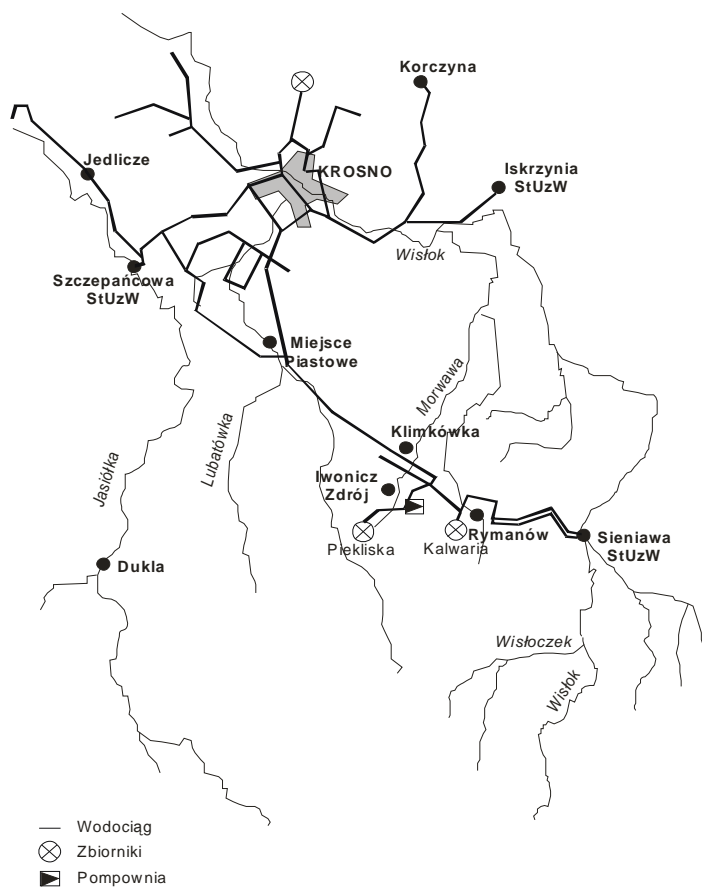 Korczyna
Jedlicze
KROSNO
Iskrzynia
StUzW
Wisłok
Szczepańcowa
StUzW
Miejsce
Piastowe
Morwawa
Lubatówka
Jasiółka
Klimkówka
Iwonicz
Zdrój
Piekliska
Kalwaria
Rymanów
Sieniawa
StUzW
Dukla
Wisłoczek
Wisłok
Wodociąg
Zbiorniki
Pompownia